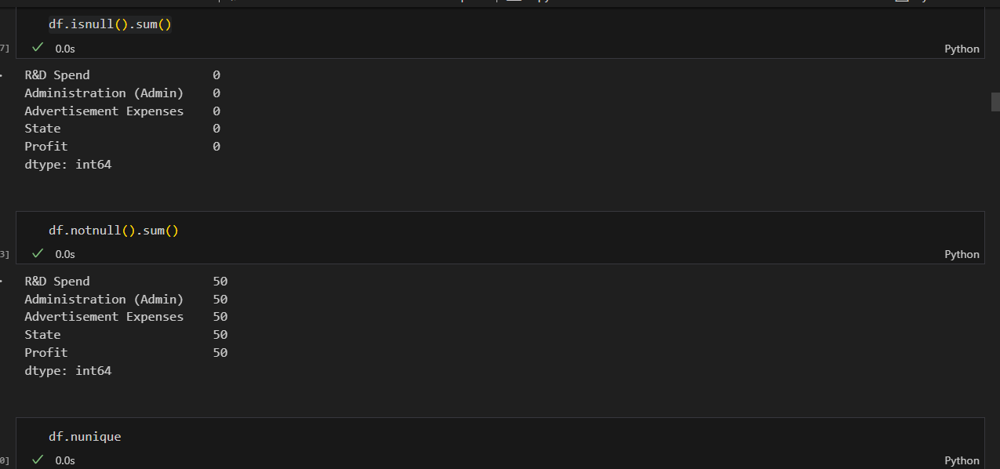 df.isnull().sum()
7]
0.0s
Python
R&D Spend 0
Administration (Admin) 0
Advertisement Expenses 0
State 0
Profit 0
dtype: int64
df.notnull().sum()
3]
0.0s
Python
R&D Spend 50
Administration (Admin) 50
Advertisement Expenses 50
State 50
Profit 50
dtype: int64
df.nunique
0]
0.0s
Python